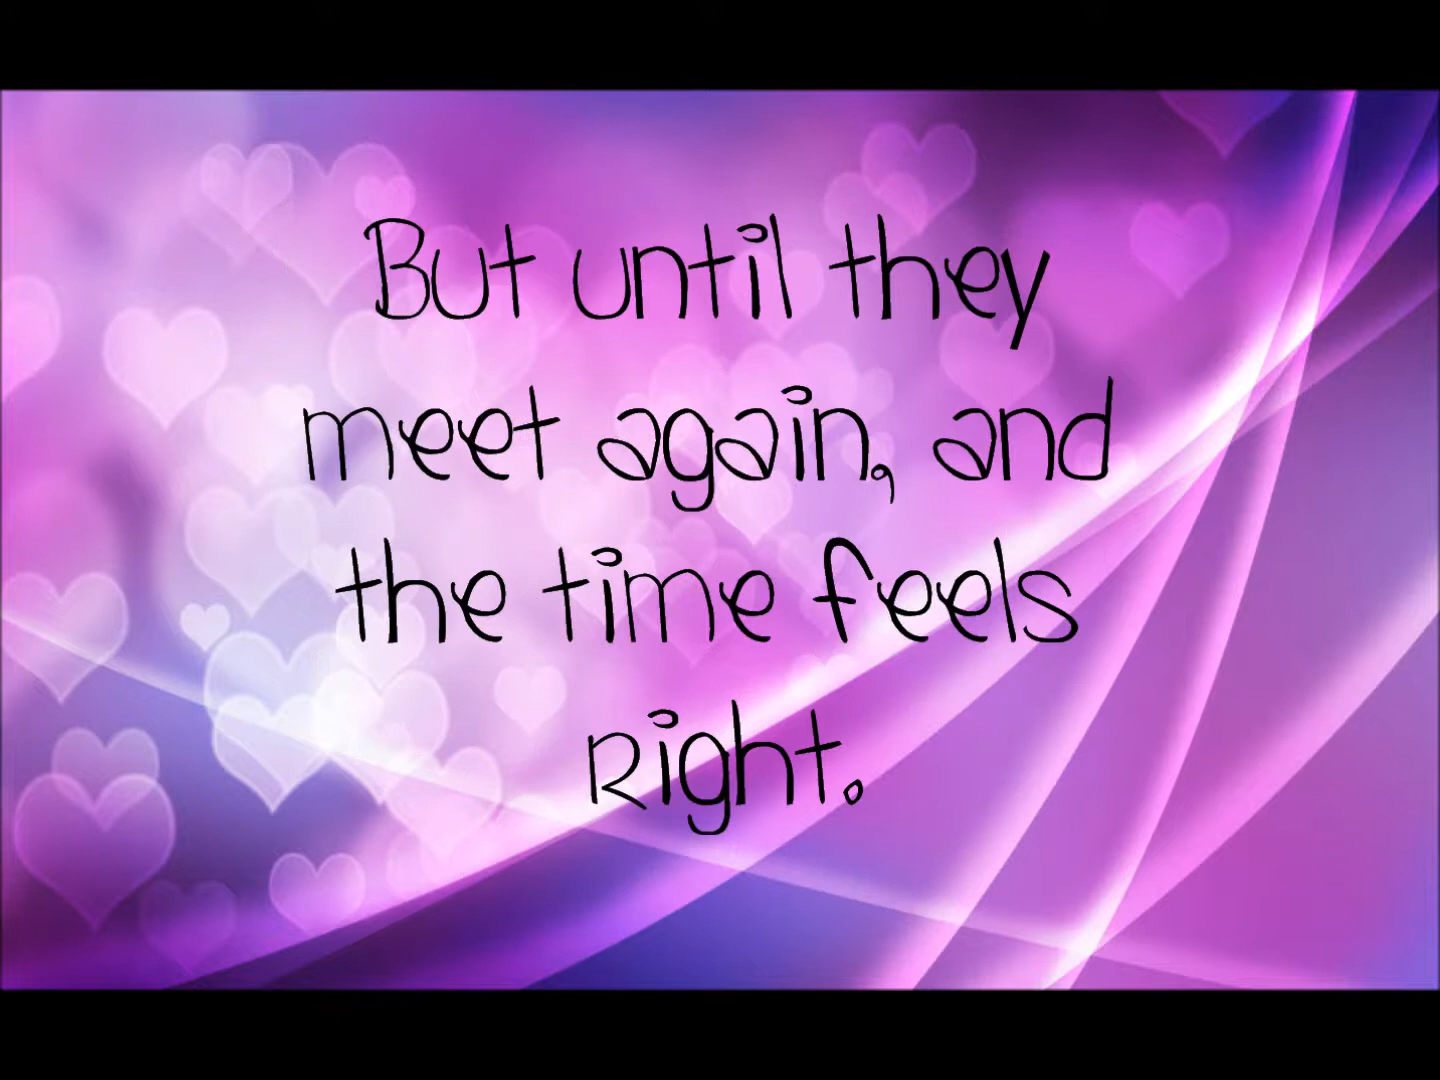 But until they
meet again, and
the time feels
right.